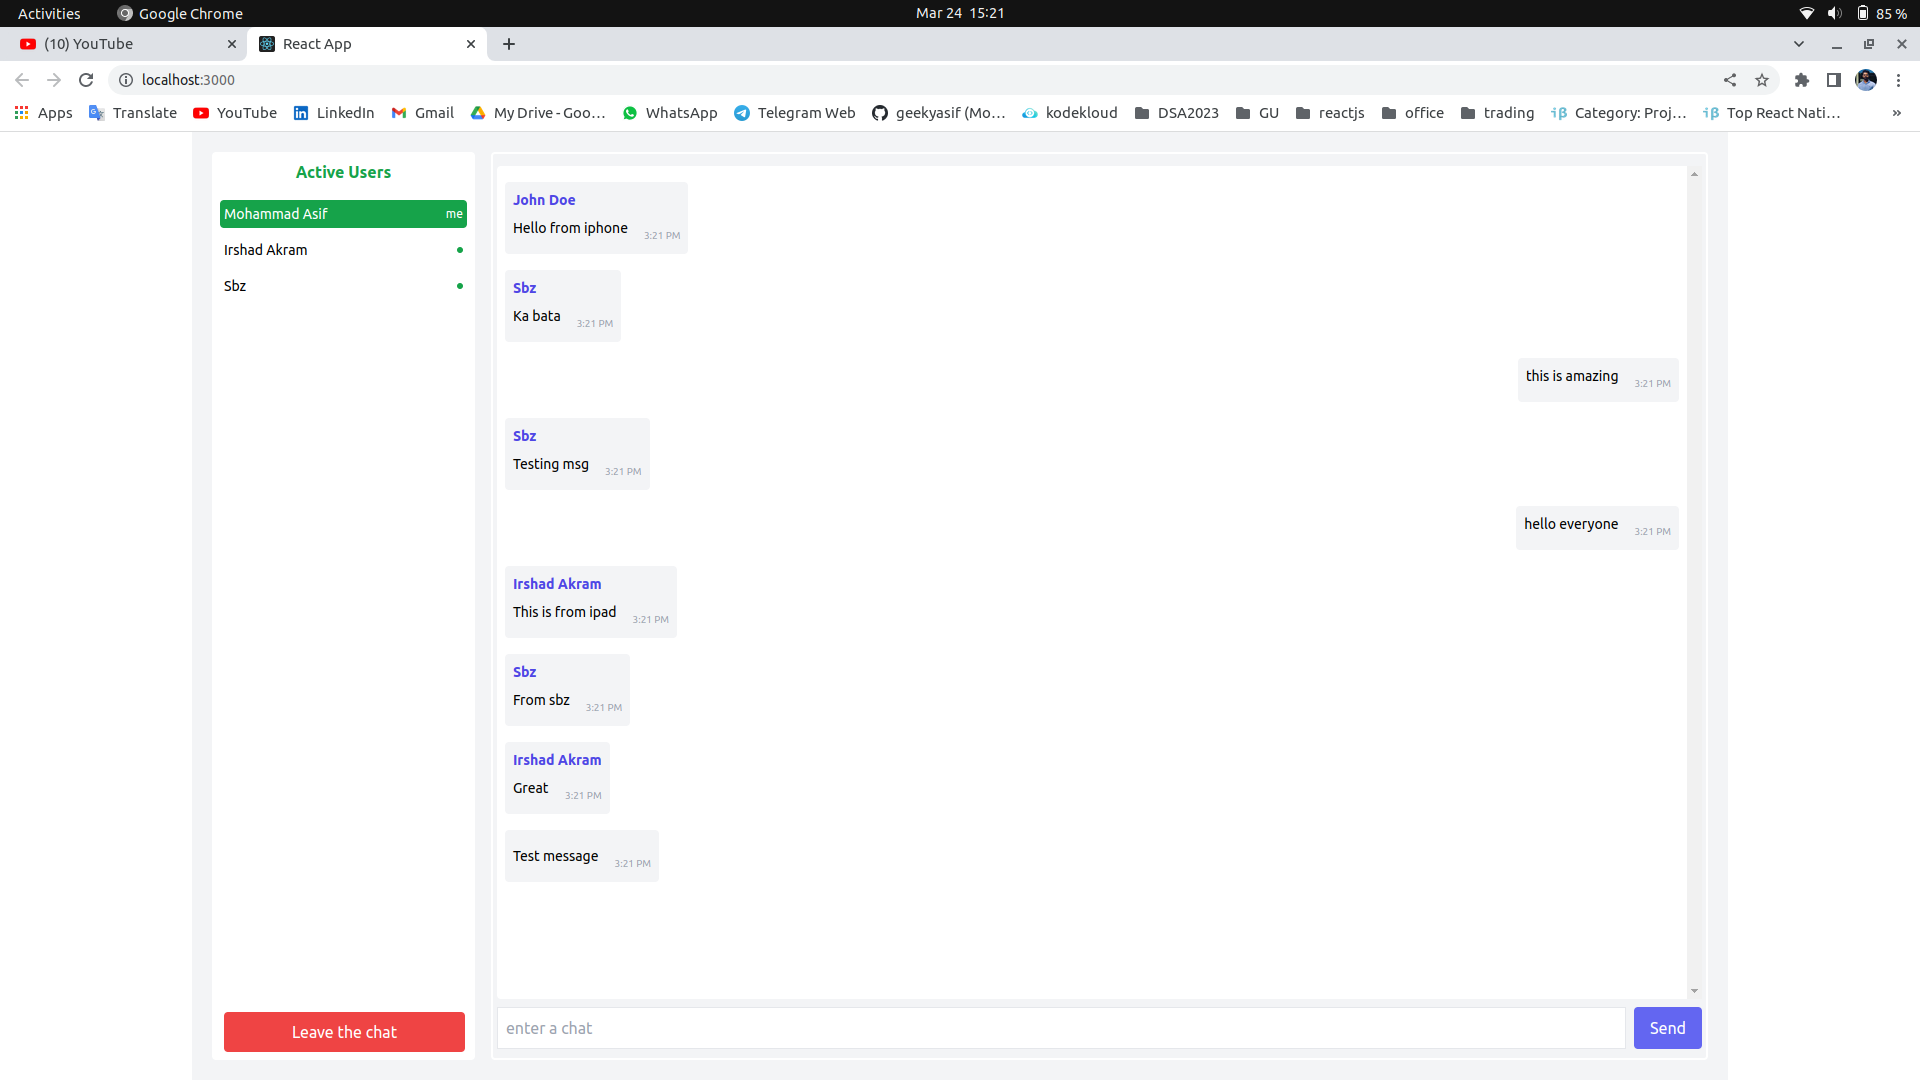 Activities Google Chrome Mar 24 15:21 85 %
(10) YouTube React App
localhost:3000
Apps Translate YouTube LinkedIn Gmail My Drive - Goo... WhatsApp Telegram Web geekyasif (Mo... kodekloud DSA2023 GU reactjs office trading Category: Proj... Top React Nati... »
Active Users
Mohammad Asif me
Irshad Akram
Sbz
Leave the chat
John Doe
Hello from iphone 3:21 PM
Sbz
Ka bata 3:21 PM
this is amazing 3:21 PM
Sbz
Testing msg 3:21 PM
hello everyone 3:21 PM
Irshad Akram
This is from ipad 3:21 PM
Sbz
From sbz 3:21 PM
Irshad Akram
Great 3:21 PM
Test message 3:21 PM
enter a chat Send